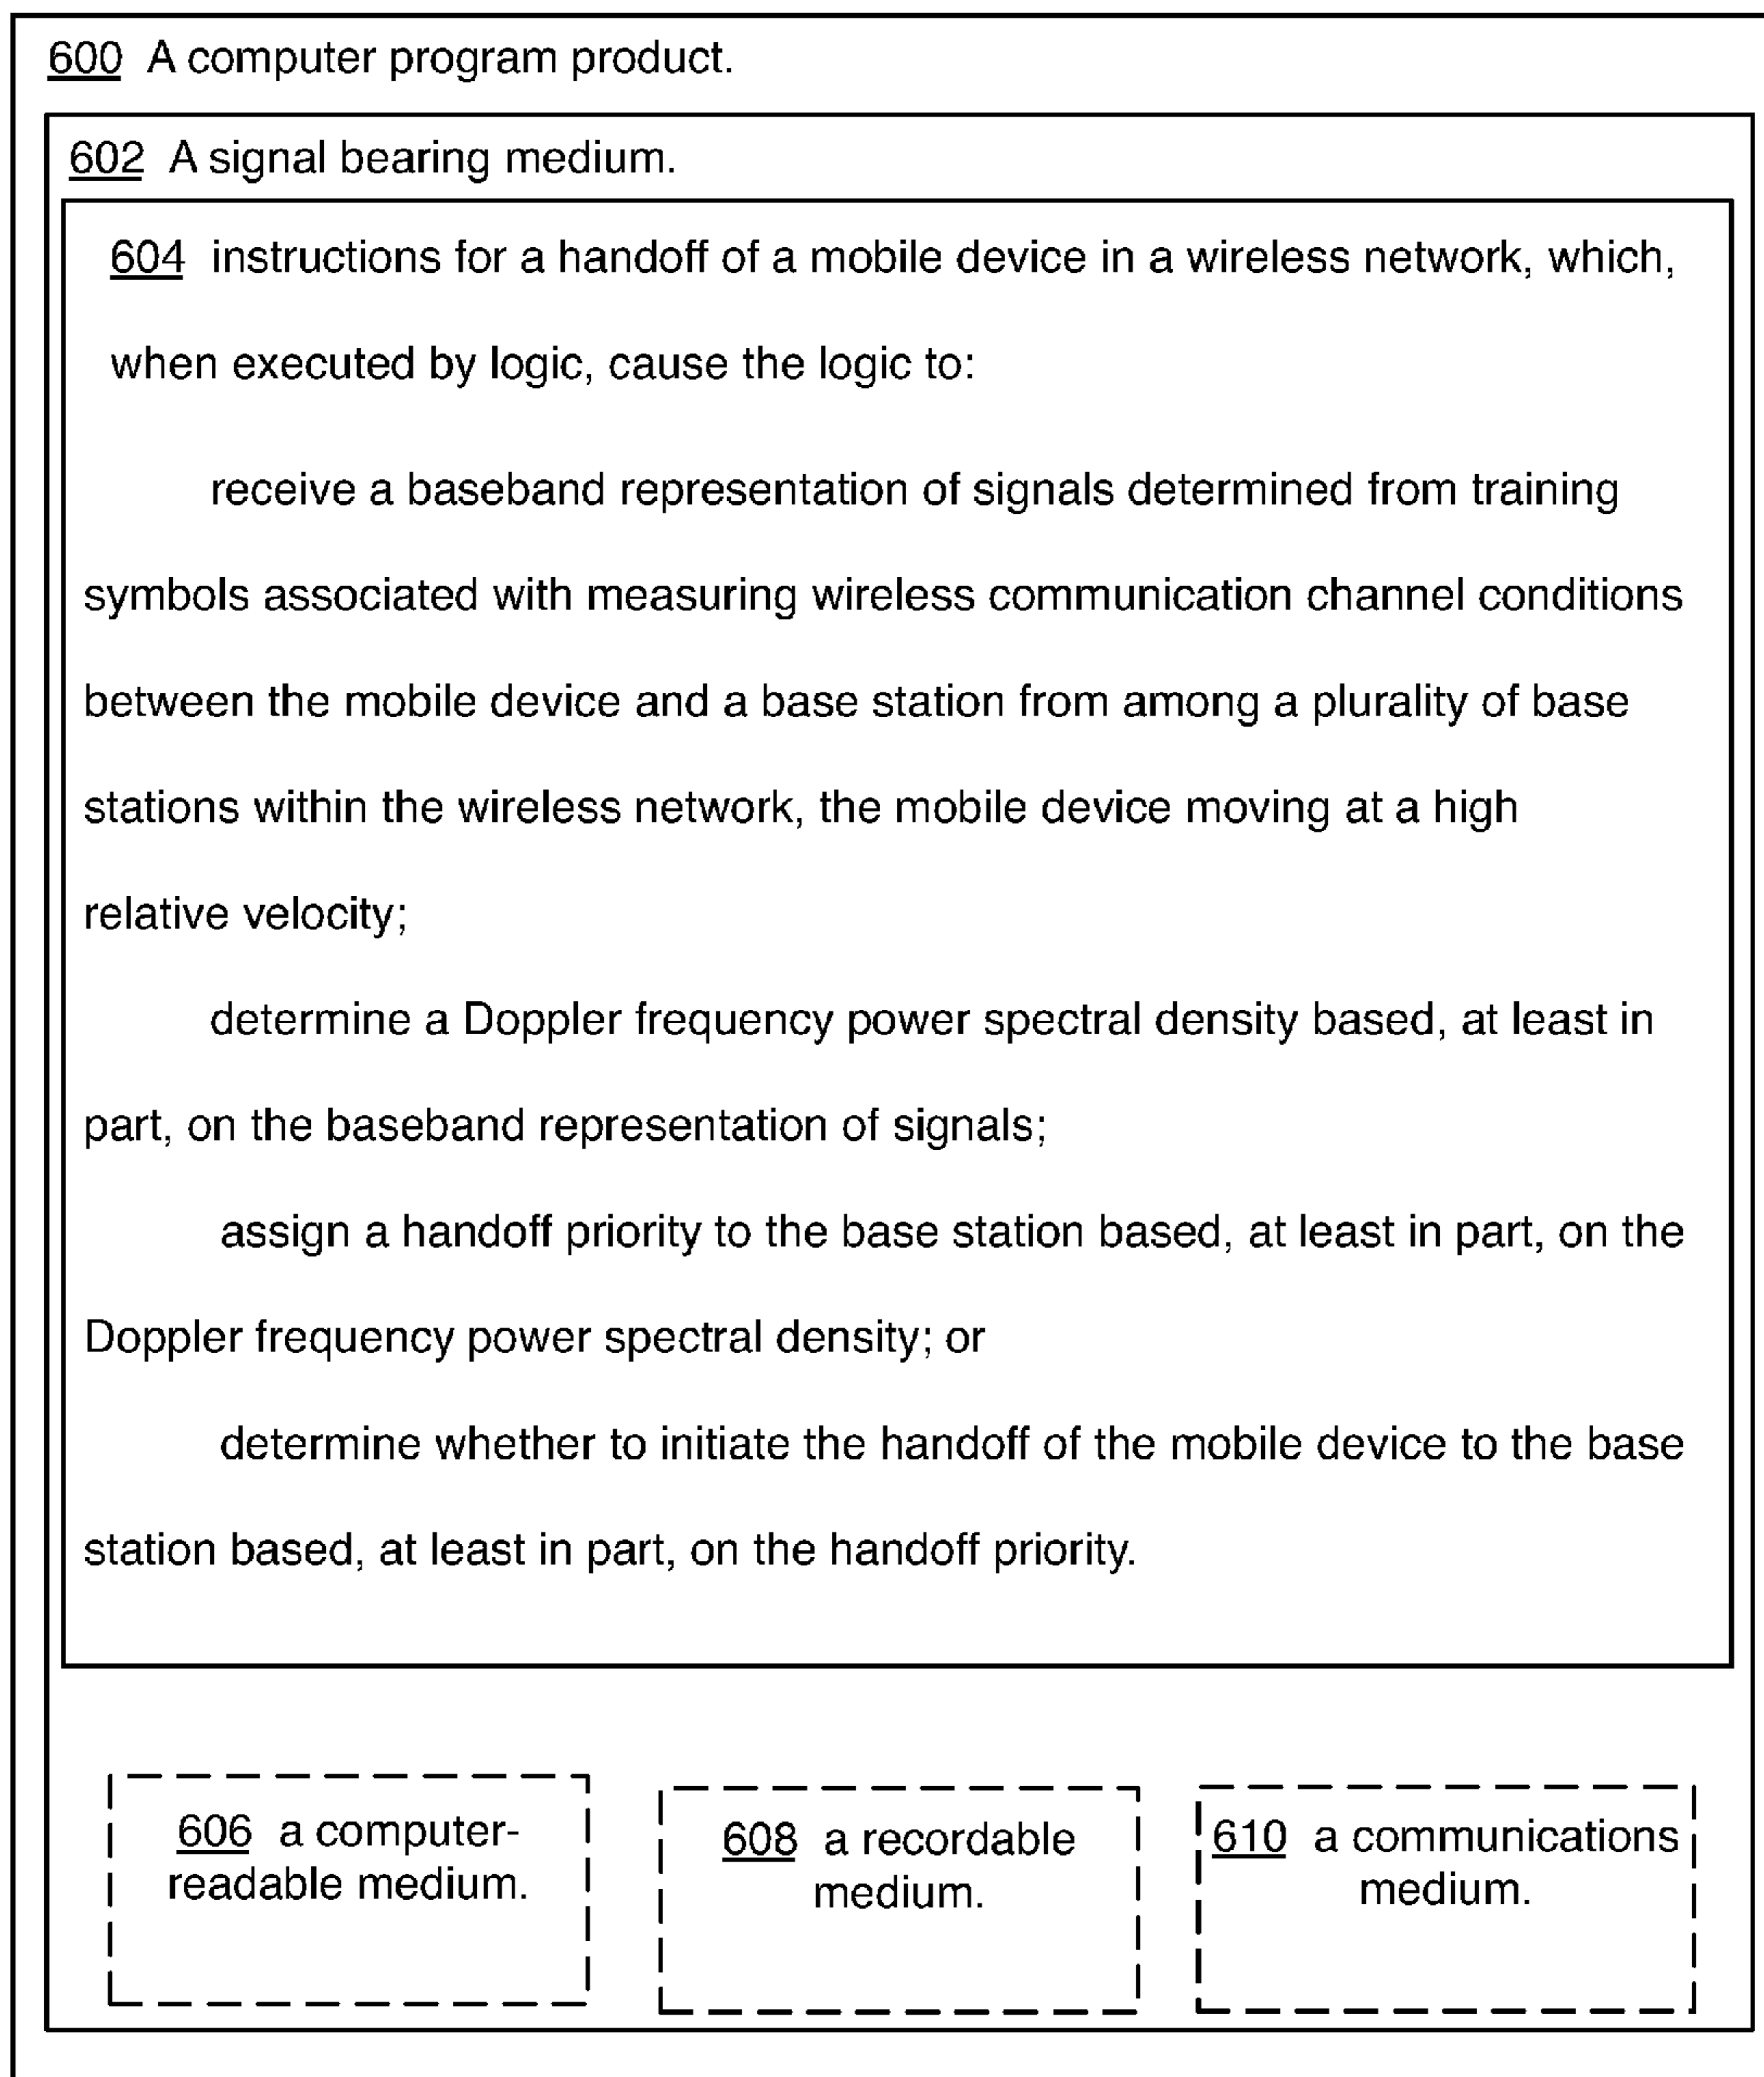 600 A computer program product.
602 A signal bearing medium.
604 instructions for a handoff of a mobile device in a wireless network, which,
when executed by logic, cause the logic to:
receive a baseband representation of signals determined from training
symbols associated with measuring wireless communication channel conditions
between the mobile device and a base station from among a plurality of base
stations within the wireless network, the mobile device moving at a high
relative velocity;
determine a Doppler frequency power spectral density based, at least in
part, on the baseband representation of signals;
assign a handoff priority to the base station based, at least in part, on the
Doppler frequency power spectral density; or
determine whether to initiate the handoff of the mobile device to the base
station based, at least in part, on the handoff priority.
606 a computer-
readable medium.
608 a recordable
medium.
610 a communications
medium.